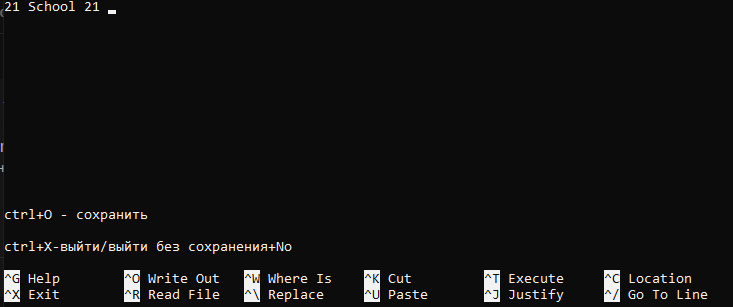 21 School 21
ctrl+O - сохранить
ctrl+X-выйти/выйти без сохранения+No
^G Help ^O Write Out ^W Where Is ^K Cut ^T Execute ^C Location
^X Exit ^R Read File ^\ Replace ^U Paste ^J Justify ^/ Go To Line